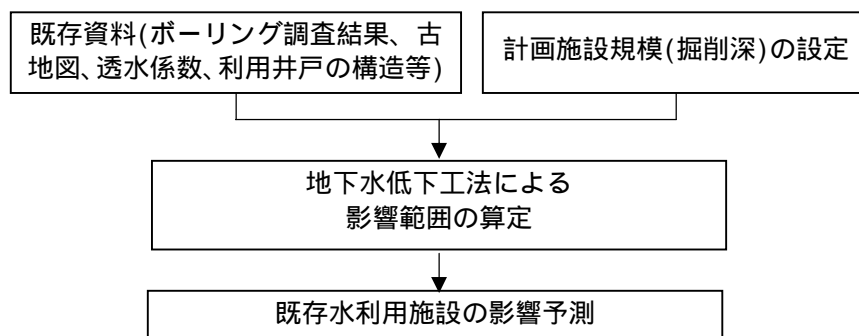 既存資料(ボーリング調査結果、古
地図、透水係数、利用井戸の構造等)
計画施設規模(掘削深)の設定
地下水低下工法による
影響範囲の算定
既存水利用施設の影響予測